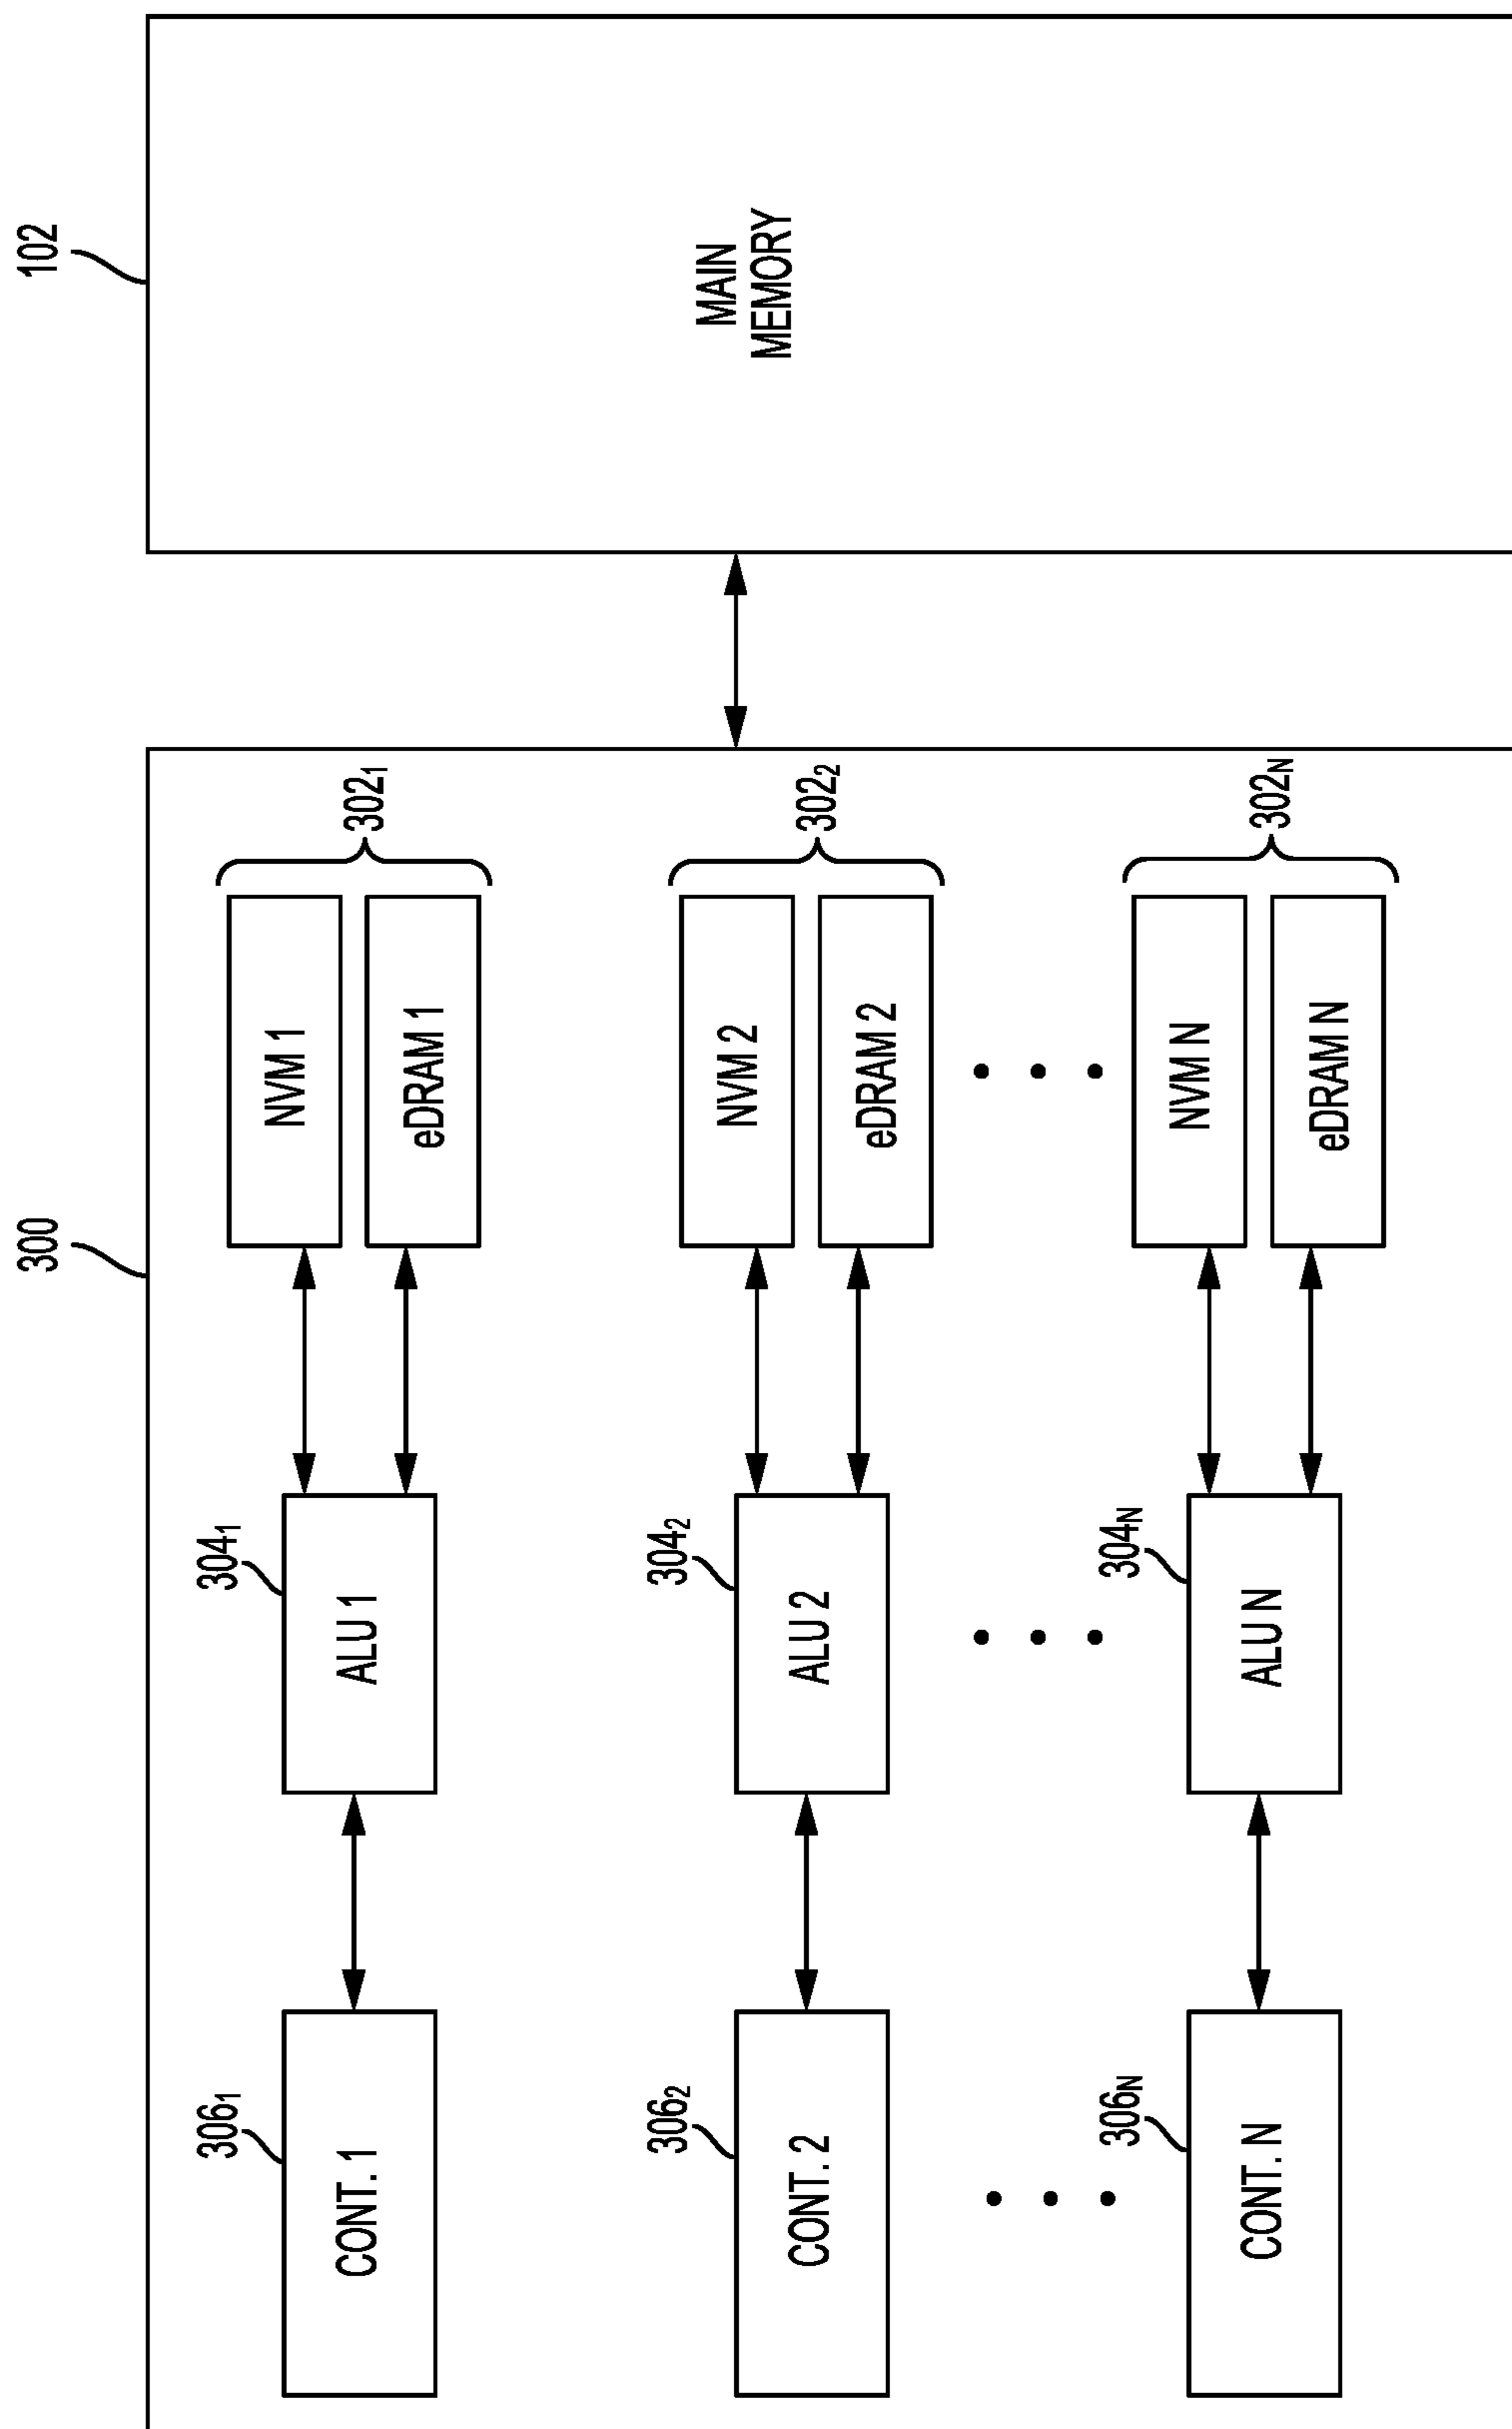 300
102
306₁
CONT. 1
304₁
ALU 1
NVM 1
eDRAM 1
302₁
306₂
CONT. 2
304₂
ALU 2
NVM 2
eDRAM 2
302₂
306N
CONT. N
304N
ALU N
NVM N
eDRAM N
302N
MAIN
MEMORY